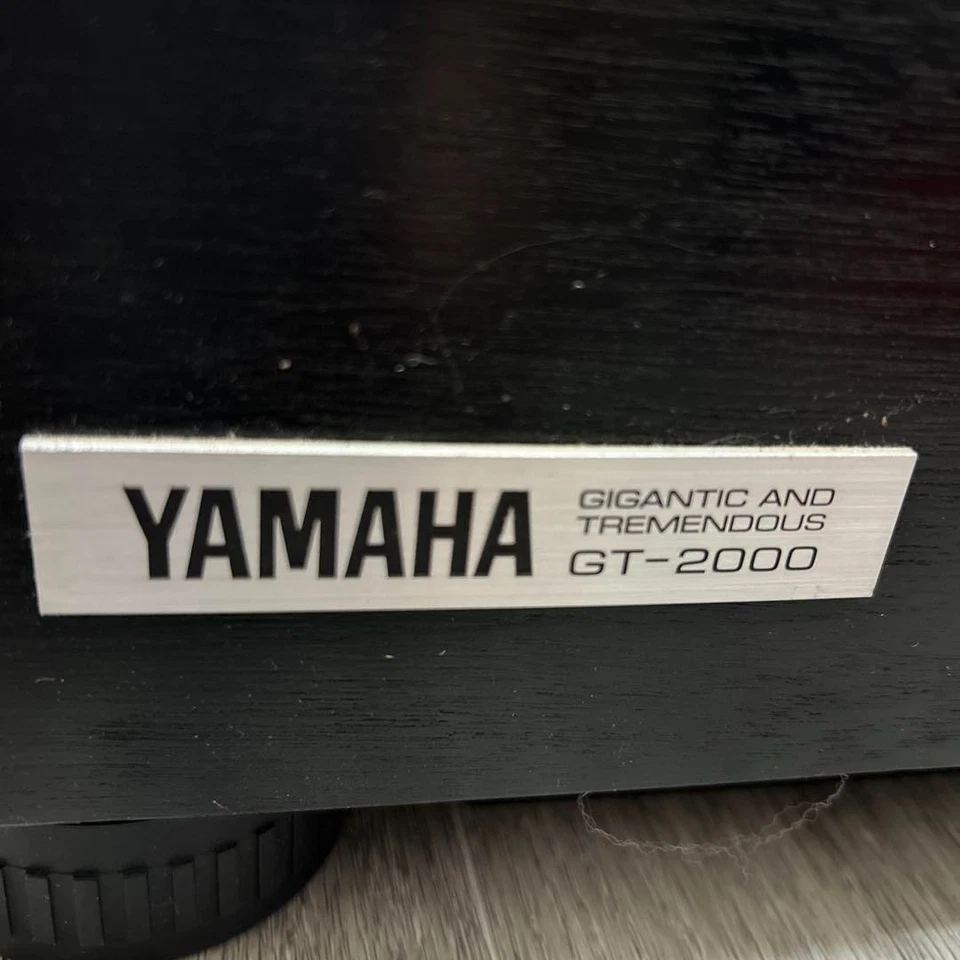 YAMAHA
GIGANTIC AND
TREMENDOUS
GT-2000